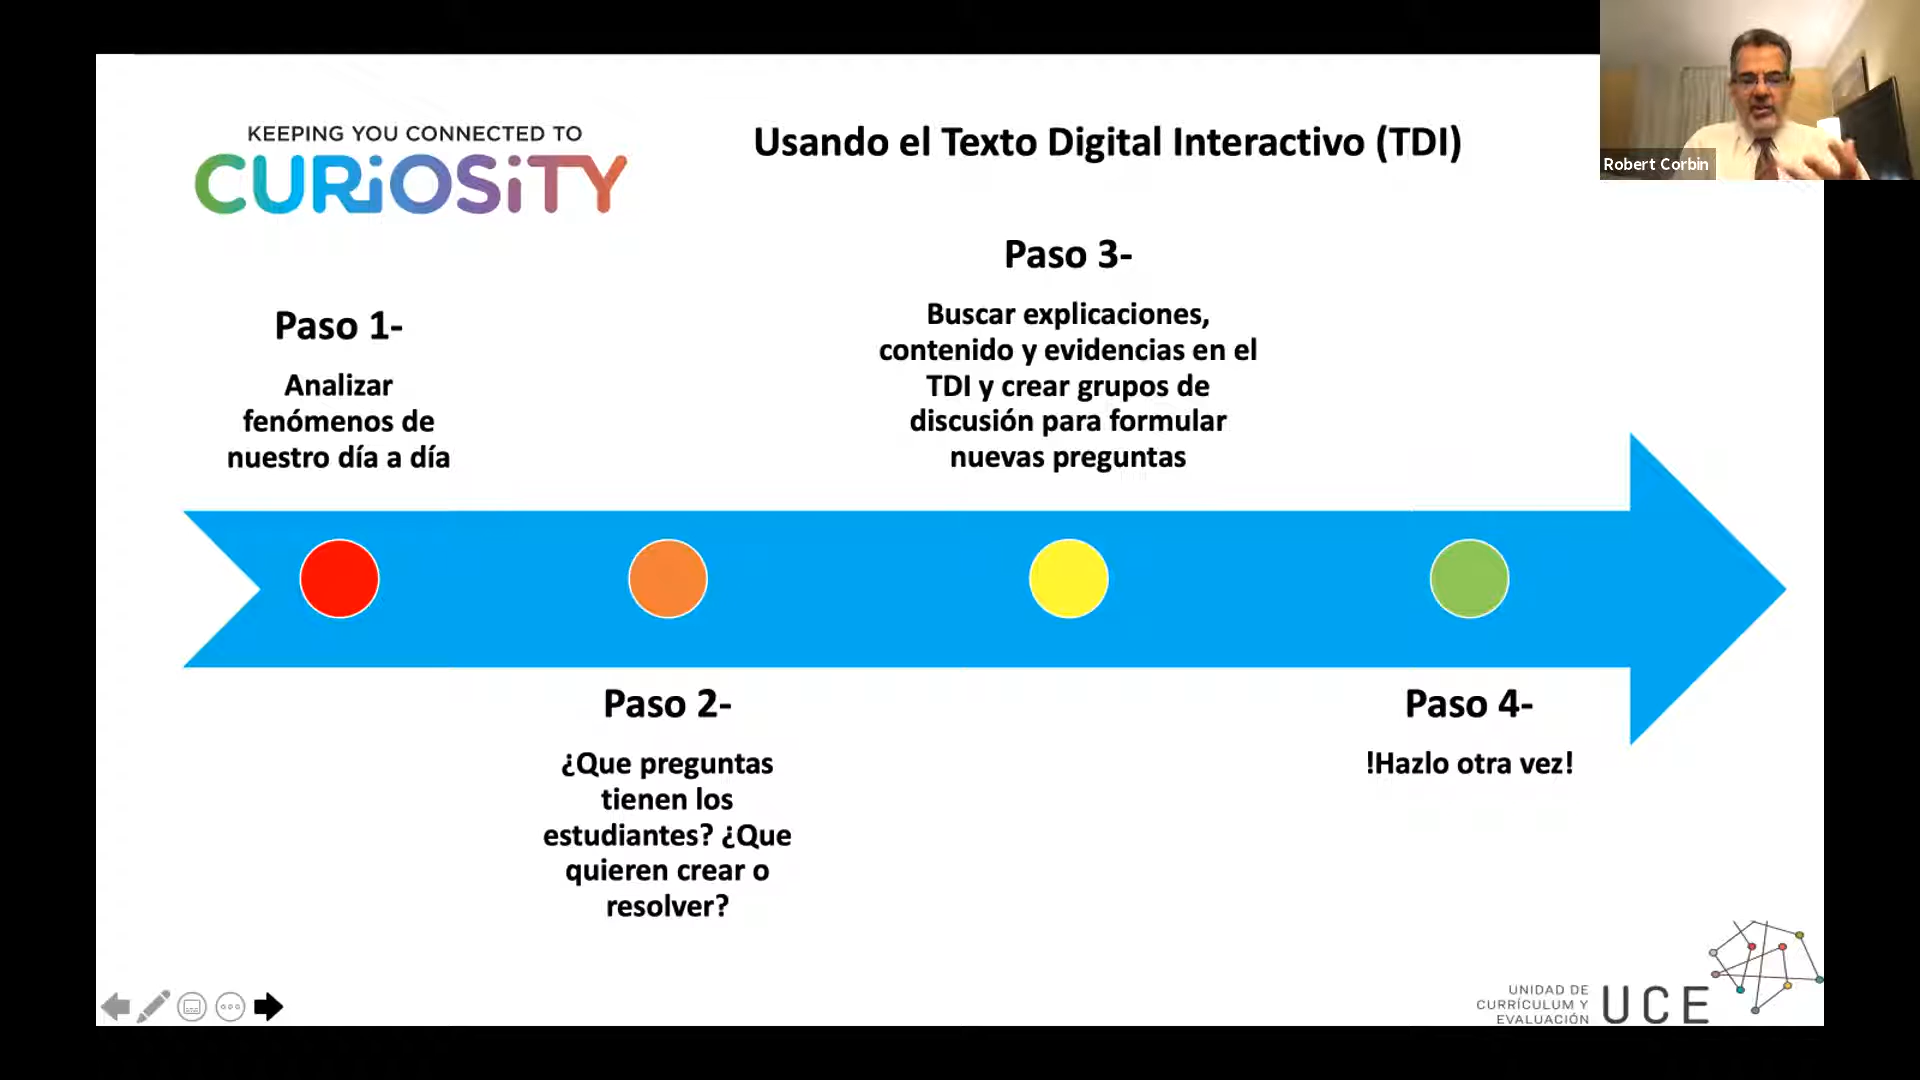 KEEPING YOU CONNECTED TO
CURiOSiTY
Usando el Texto Digital Interactivo (TDI)
Robert Corbin
Paso 1-
Analizar
fenómenos de
nuestro día a día
Paso 2-
¿Que preguntas
tienen los
estudiantes? ¿Que
quieren crear o
resolver?
Paso 3-
Buscar explicaciones,
contenido y evidencias en el
TDI y crear grupos de
discusión para formular
nuevas preguntas
Paso 4-
!Hazlo otra vez!
UNIDAD DE
CURRÍCULUM Y
EVALUACIÓN
UCE